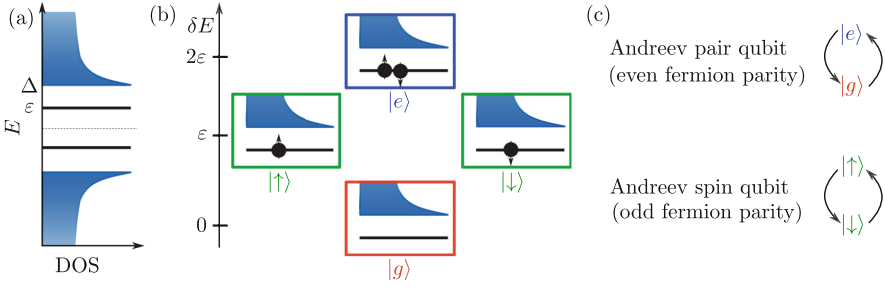 (a)
Δ
ε
E
DOS
(b)
δE
2ε
ε
0
|e⟩
|↑⟩
|↓⟩
|g⟩
(c)
Andreev pair qubit
(even fermion parity)
|e⟩
|g⟩
Andreev spin qubit
(odd fermion parity)
|↑⟩
|↓⟩